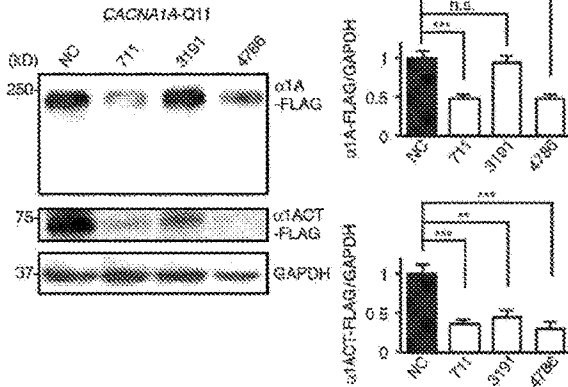 CACNA1A-Q11
(KD)
NC
711
3191
4786
250
α1A
-FLAG
75
α1ACT
-FLAG
37
GAPDH
α1A-FLAG/GAPDH
n.s.
***
1
0.5
0
NC
711
3191
4786
α1ACT-FLAG/GAPDH
***
**
***
1
0.5
0
NC
711
3191
4786